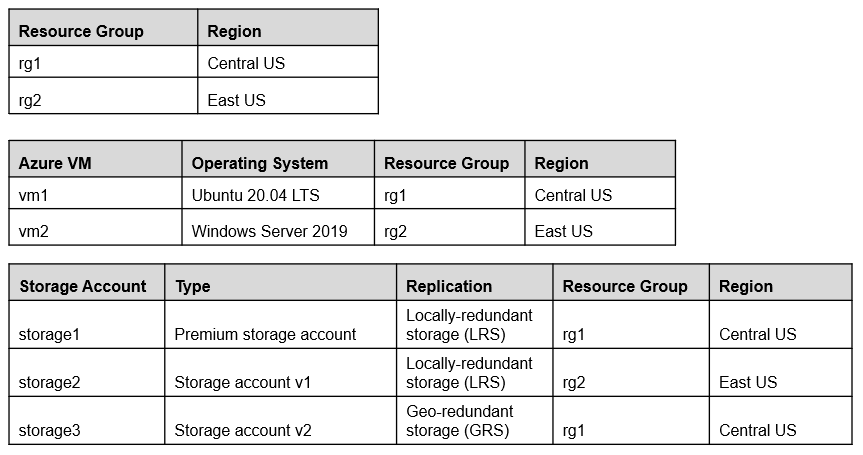 Resource Group Region
rg1 Central US
rg2 East US
Azure VM Operating System Resource Group Region
vm1 Ubuntu 20.04 LTS rg1 Central US
vm2 Windows Server 2019 rg2 East US
Storage Account Type Replication Resource Group Region
storage1 Premium storage account Locally-redundant
storage (LRS) rg1 Central US
storage2 Storage account v1 Locally-redundant
storage (LRS) rg2 East US
storage3 Storage account v2 Geo-redundant
storage (GRS) rg1 Central US